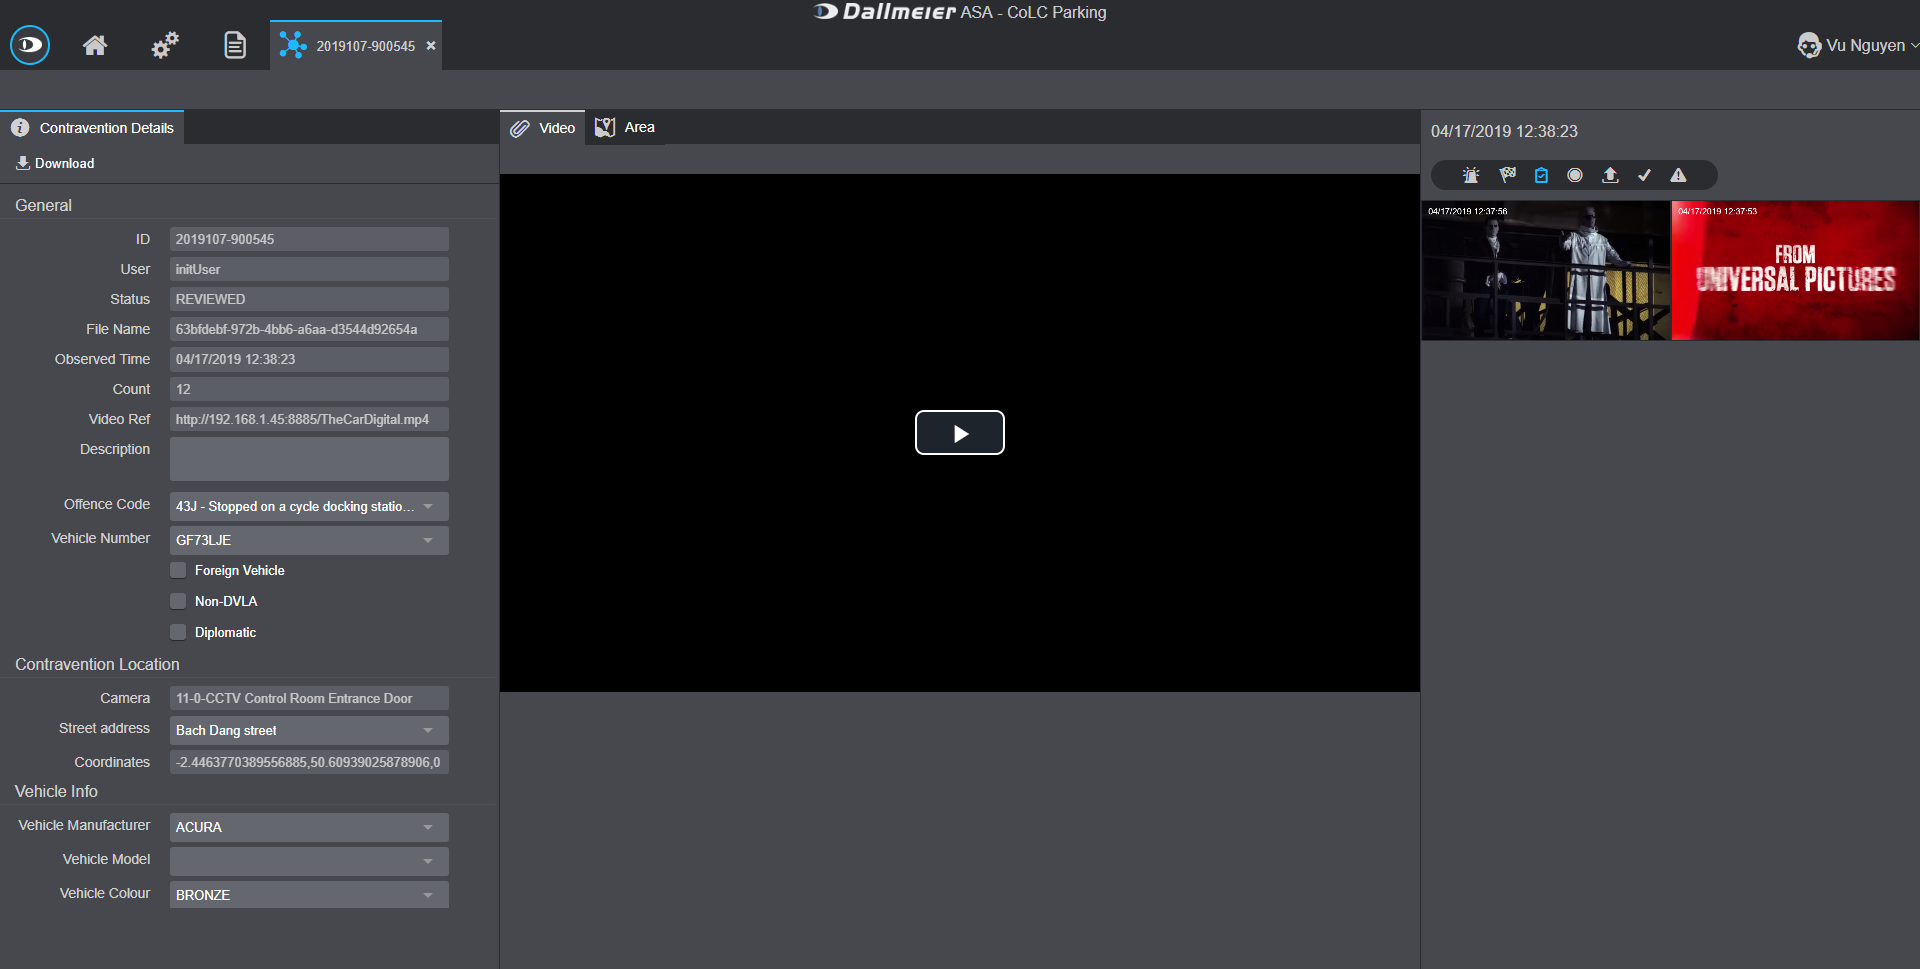 Dallmeier ASA - CoLC Parking
2019107-900545
Vu Nguyen
Contravention Details
Download
General
ID 2019107-900545
User initUser
Status REVIEWED
File Name 63bfdebf-972b-4bb6-a6aa-d3544d92654a
Observed Time 04/17/2019 12:38:23
Count 12
Video Ref http://192.168.1.45:8885/TheCarDigital.mp4
Description
Offence Code 43J - Stopped on a cycle docking statio...
Vehicle Number GF73LJE
Foreign Vehicle
Non-DVLA
Diplomatic
Contravention Location
Camera 11-0-CCTV Control Room Entrance Door
Street address Bach Dang street
Coordinates -2.4463770389556885,50.60939025878906,0
Vehicle Info
Vehicle Manufacturer ACURA
Vehicle Model
Vehicle Colour BRONZE
Video Area
04/17/2019 12:38:23
04/17/2019 12:37:56
04/17/2019 12:37:53
FROM
UNIVERSAL PICTURES